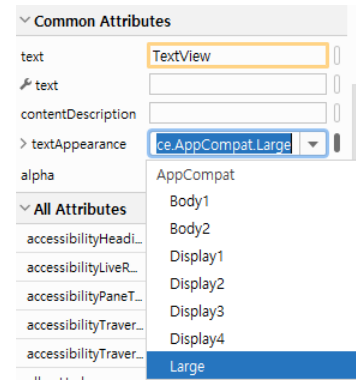 Common Attributes
text TextView
text
contentDescription
textAppearance ce.AppCompat.Large
alpha AppCompat
Body1
All Attributes Body2
accessibilityHeadi... Display1
accessibilityLiveR... Display2
accessibilityPaneT... Display3
accessibilityTraver... Display4
accessibilityTraver... Large